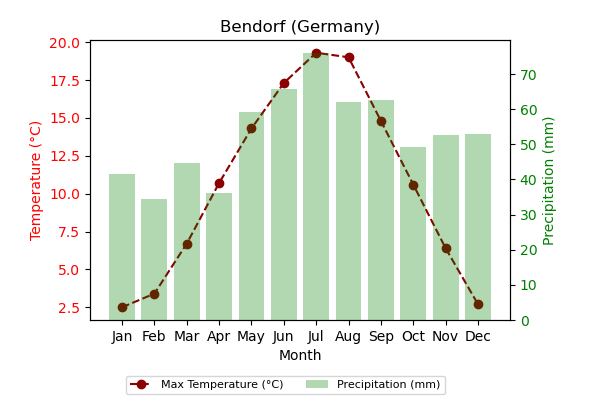 Bendorf (Germany)
20.0
17.5
15.0
12.5
10.0
7.5
5.0
2.5
Temperature (°C)
70
60
50
40
30
20
10
0
Precipitation (mm)
Jan Feb Mar Apr May Jun Jul Aug Sep Oct Nov Dec
Month
Max Temperature (°C) Precipitation (mm)